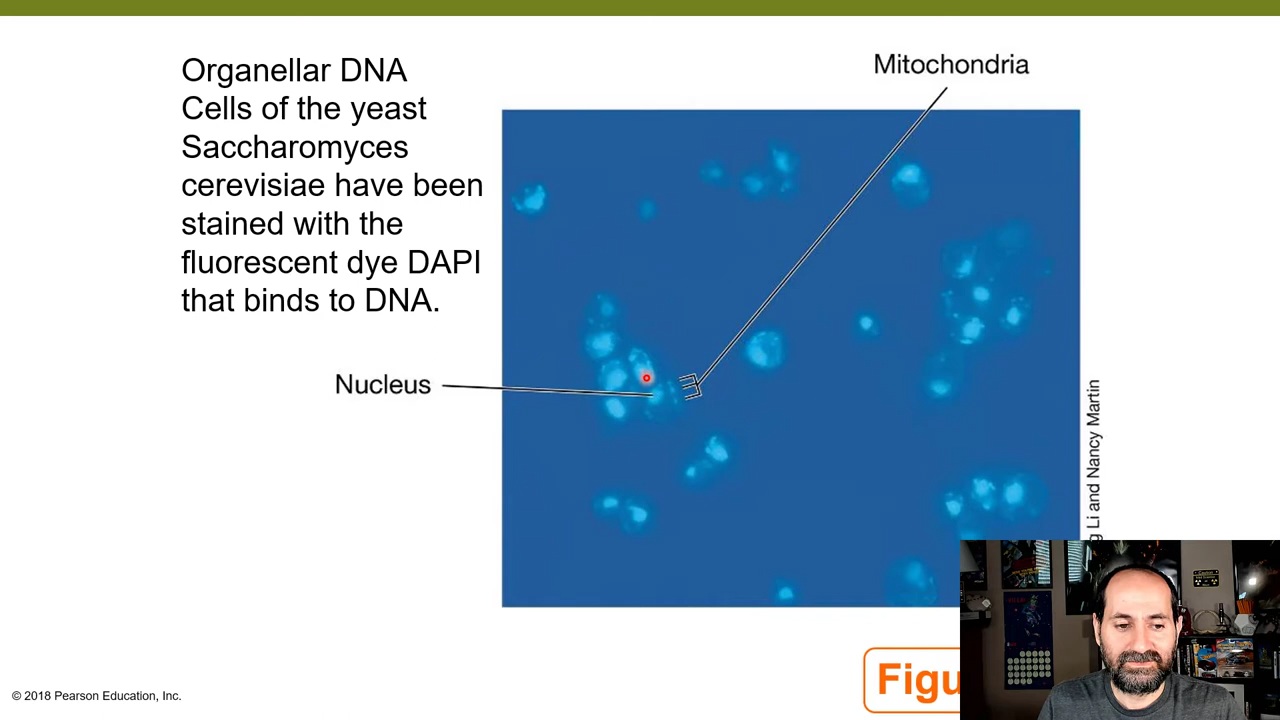 Organellar DNA
Cells of the yeast
Saccharomyces
cerevisiae have been
stained with the
fluorescent dye DAPI
that binds to DNA.
Mitochondria
Nucleus
Li and Nancy Martin
© 2018 Pearson Education, Inc.